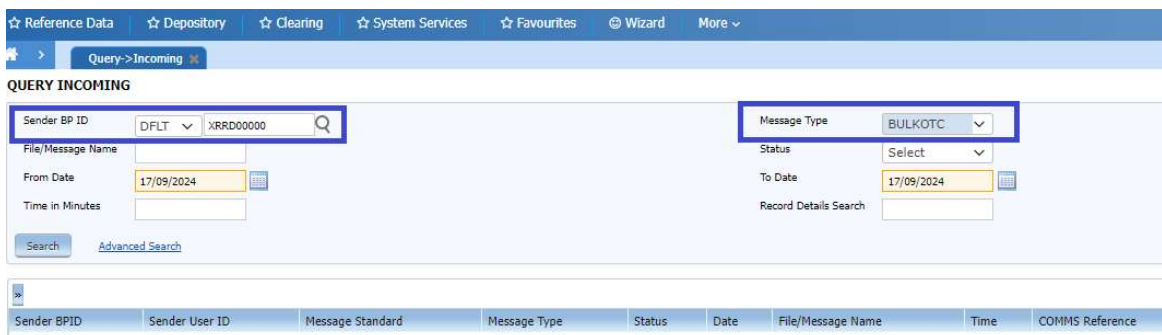 Reference Data Depository Clearing System Services Favourites Wizard More
Query->Incoming
QUERY INCOMING
Sender BP ID DFLT XRRD00000 Message Type BULKOTC
File/Message Name Status Select
From Date 17/09/2024 To Date 17/09/2024
Time in Minutes Record Details Search
Search Advanced Search
»
Sender BPID Sender User ID Message Standard Message Type Status Date File/Message Name Time COMMS Reference